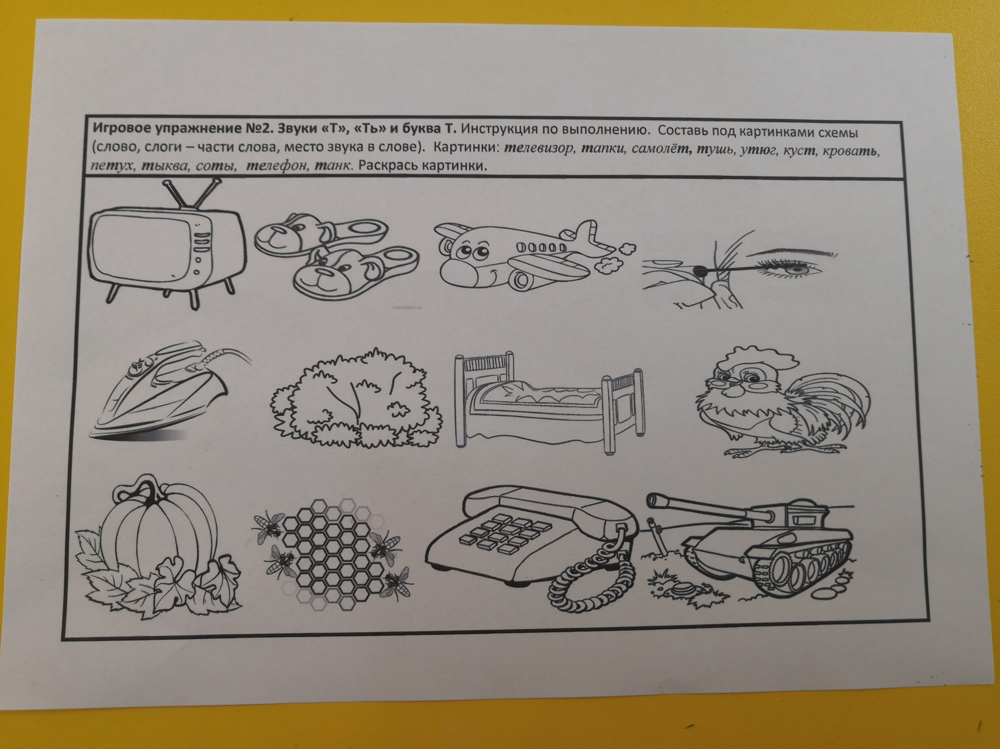 Игровое упражнение №2. Звуки «Т», «Ть» и буква Т. Инструкция по выполнению. Составь под картинками схемы
(слово, слоги – части слова, место звука в слове). Картинки: телевизор, тапки, самолёт, тушь, утюг, куст, кровать,
петух, тыква, соты, телефон, танк. Раскрась картинки.